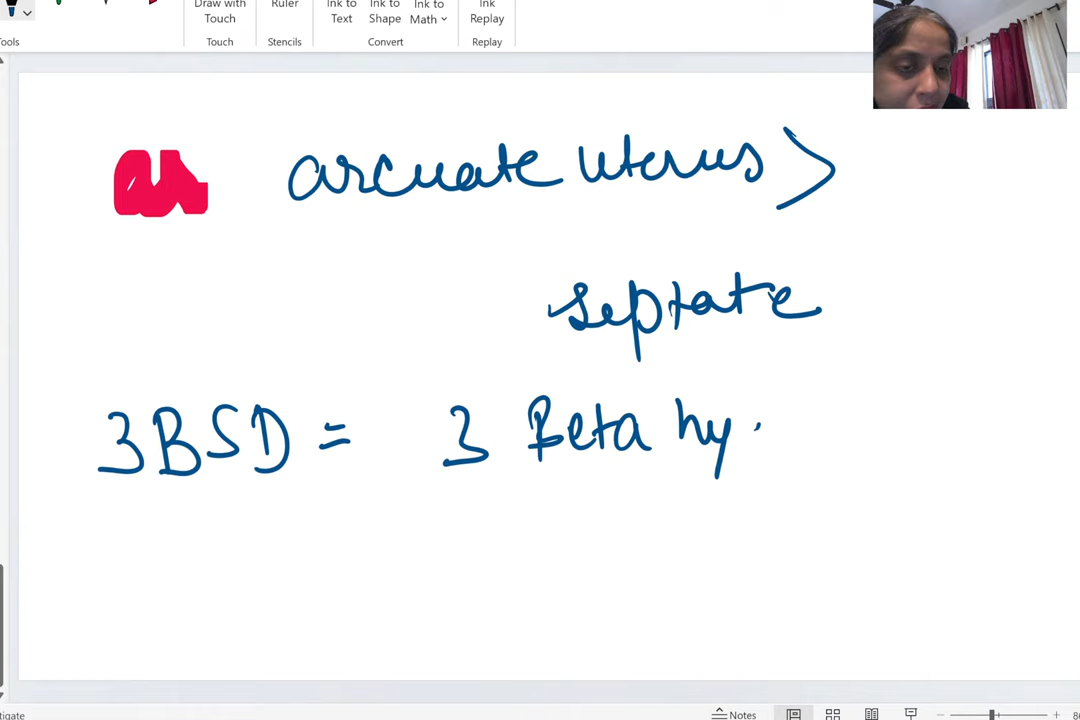 Draw with Touch
Ruler
Ink to Text
Ink to Shape
Ink to Math
Ink Replay
Touch
Stencils
Convert
Replay
as arcuate uterus >
septate
3BSD = 3 Beta hy.
Notes